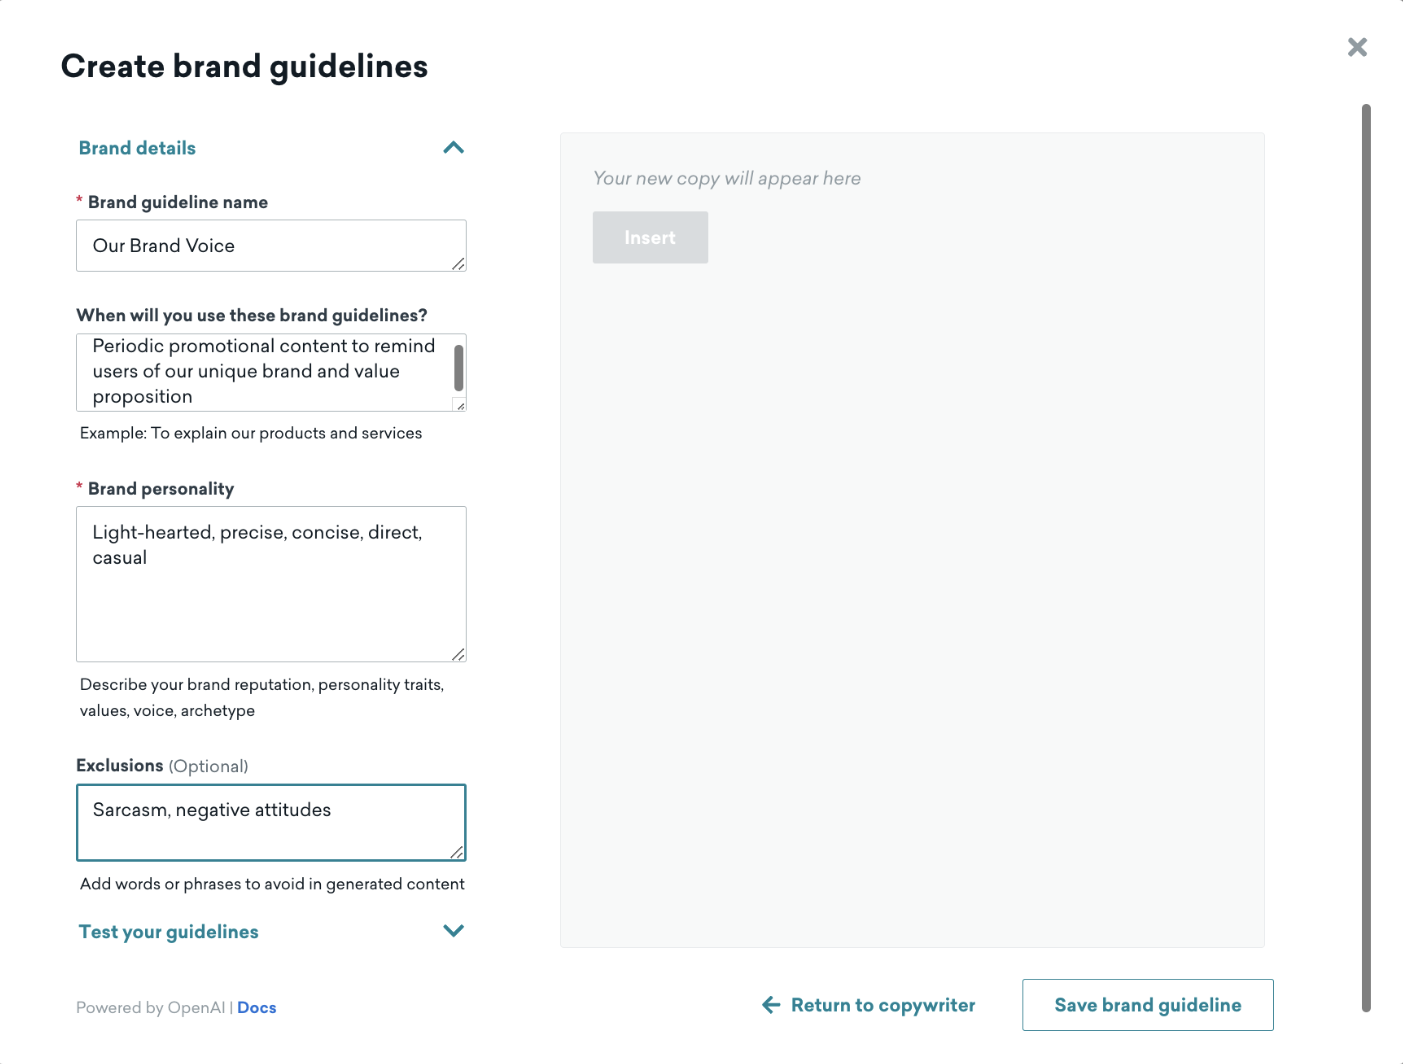 Create brand guidelines
Brand details
* Brand guideline name
Our Brand Voice
When will you use these brand guidelines?
Periodic promotional content to remind
users of our unique brand and value
proposition
Example: To explain our products and services
* Brand personality
Light-hearted, precise, concise, direct,
casual
Describe your brand reputation, personality traits,
values, voice, archetype
Exclusions (Optional)
Sarcasm, negative attitudes
Add words or phrases to avoid in generated content
Test your guidelines
Your new copy will appear here
Insert
Powered by OpenAI | Docs
Return to copywriter
Save brand guideline